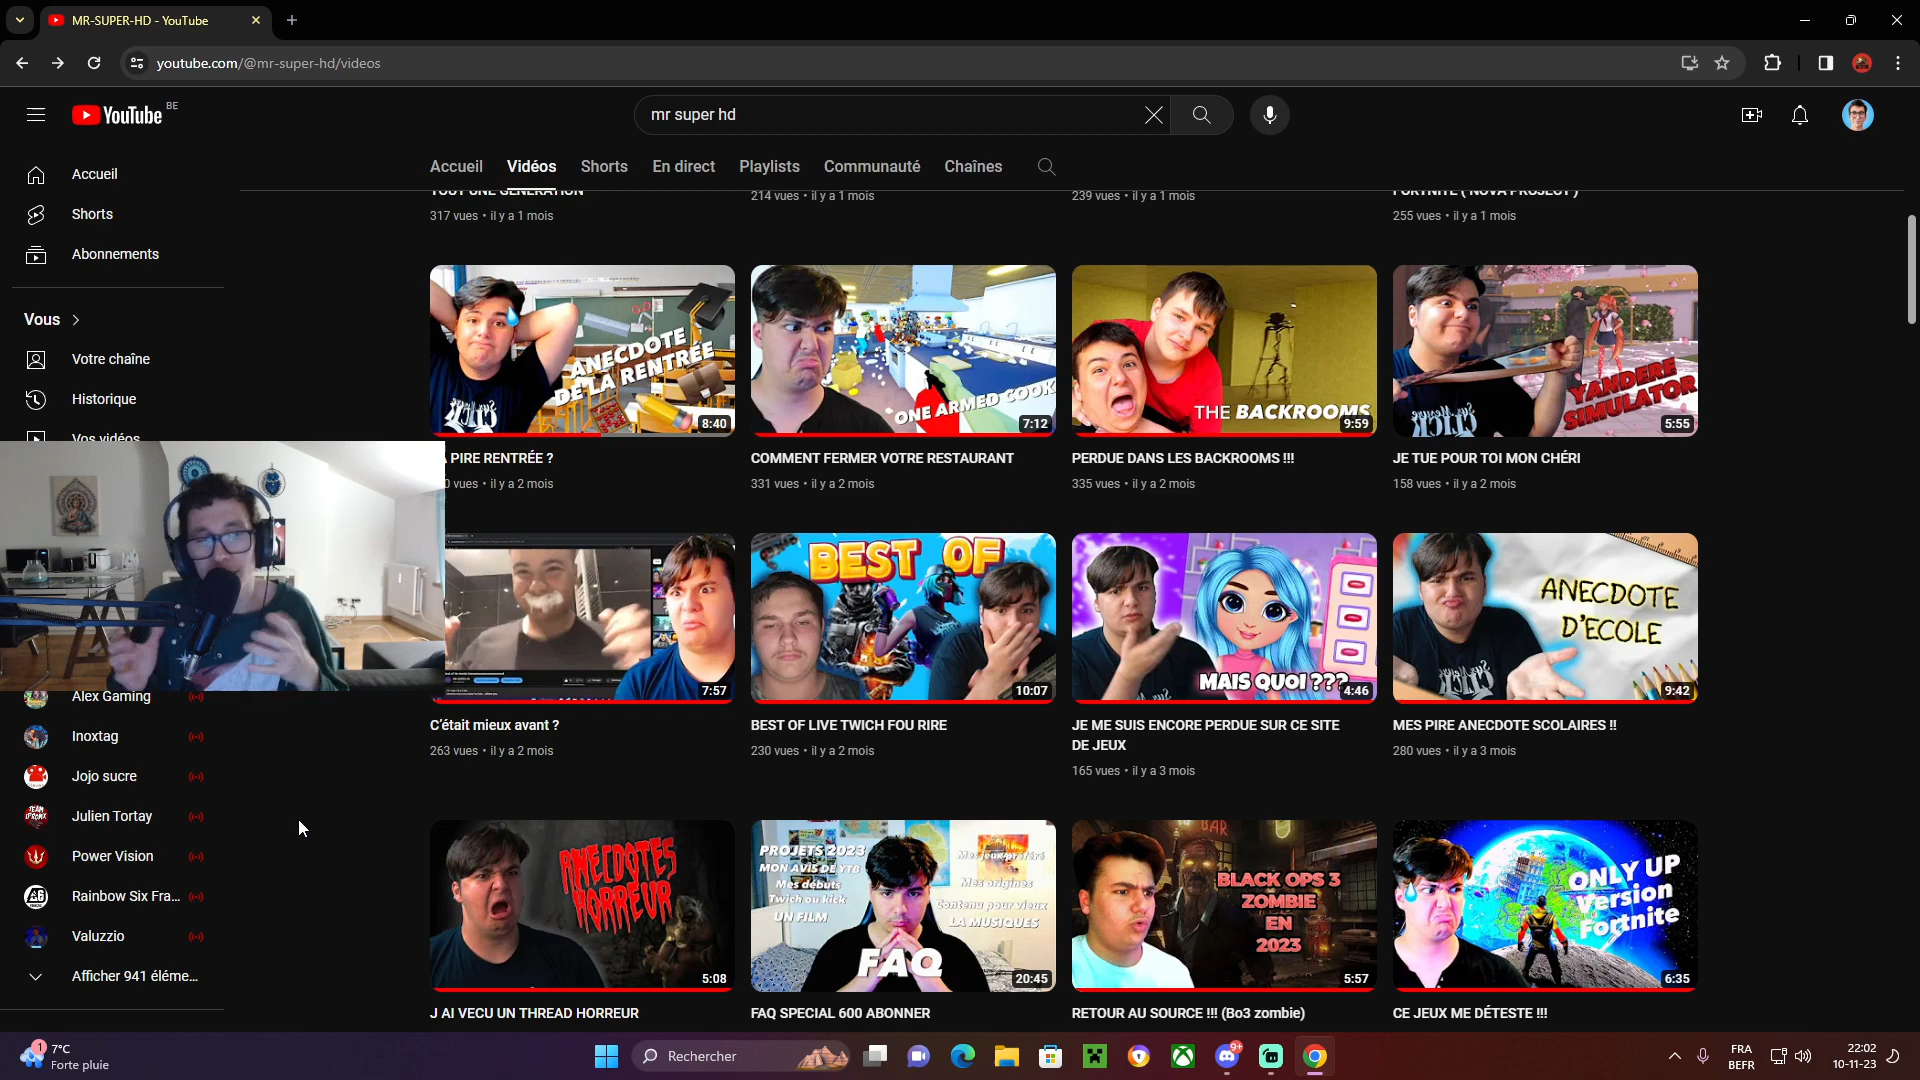 MR-SUPER-HD - YouTube
youtube.com/@mr-super-hd/videos
YouTube BE
mr super hd
Accueil
Vidéos
Shorts
En direct
Playlists
Communauté
Chaînes
Accueil
Shorts
Abonnements
Vous
Votre chaîne
Historique
Vos vidéos
TOUT UNE GENERATION
317 vues • il y a 1 mois
214 vues • il y a 1 mois
239 vues • il y a 1 mois
FORTNITE ( NOVA PROJECT )
255 vues • il y a 1 mois
ANECDOTE
DE LA RENTRÉE
8:40
PIRE RENTRÉE ?
vues • il y a 2 mois
ONE ARMED COOK
7:12
COMMENT FERMER VOTRE RESTAURANT
331 vues • il y a 2 mois
THE BACKROOMS
9:59
PERDUE DANS LES BACKROOMS !!!
335 vues • il y a 2 mois
YANDERE
SIMULATOR
5:55
JE TUE POUR TOI MON CHÉRI
158 vues • il y a 2 mois
7:57
C'était mieux avant ?
263 vues • il y a 2 mois
BEST OF
10:07
BEST OF LIVE TWICH FOU RIRE
230 vues • il y a 2 mois
MAIS QUOI ???
4:46
JE ME SUIS ENCORE PERDUE SUR CE SITE
DE JEUX
165 vues • il y a 3 mois
ANECDOTE
D'ECOLE
9:42
MES PIRE ANECDOTE SCOLAIRES !!
280 vues • il y a 3 mois
Alex Gaming
Inoxtag
Jojo sucre
Julien Tortay
Power Vision
Rainbow Six Fra...
Valuzzio
Afficher 941 éléme...
ANECDOTES
HORREUR
5:08
J AI VECU UN THREAD HORREUR
PROJETS 2023
MON AVIS DE YTB
Mes debuts
Twich ou kick
UN FILM
Mes jeux préféré
Mes origines
Contenu pour vieux
LA MUSIQUES
FAQ
20:45
FAQ SPECIAL 600 ABONNER
BAR
BLACK OPS 3
ZOMBIE
EN
2023
5:57
RETOUR AU SOURCE !!! (Bo3 zombie)
ONLY UP
Version
Fortnite
6:35
CE JEUX ME DÉTESTE !!!
1
7°C
Forte pluie
Rechercher
9+
FRA
BEFR
22:02
10-11-23